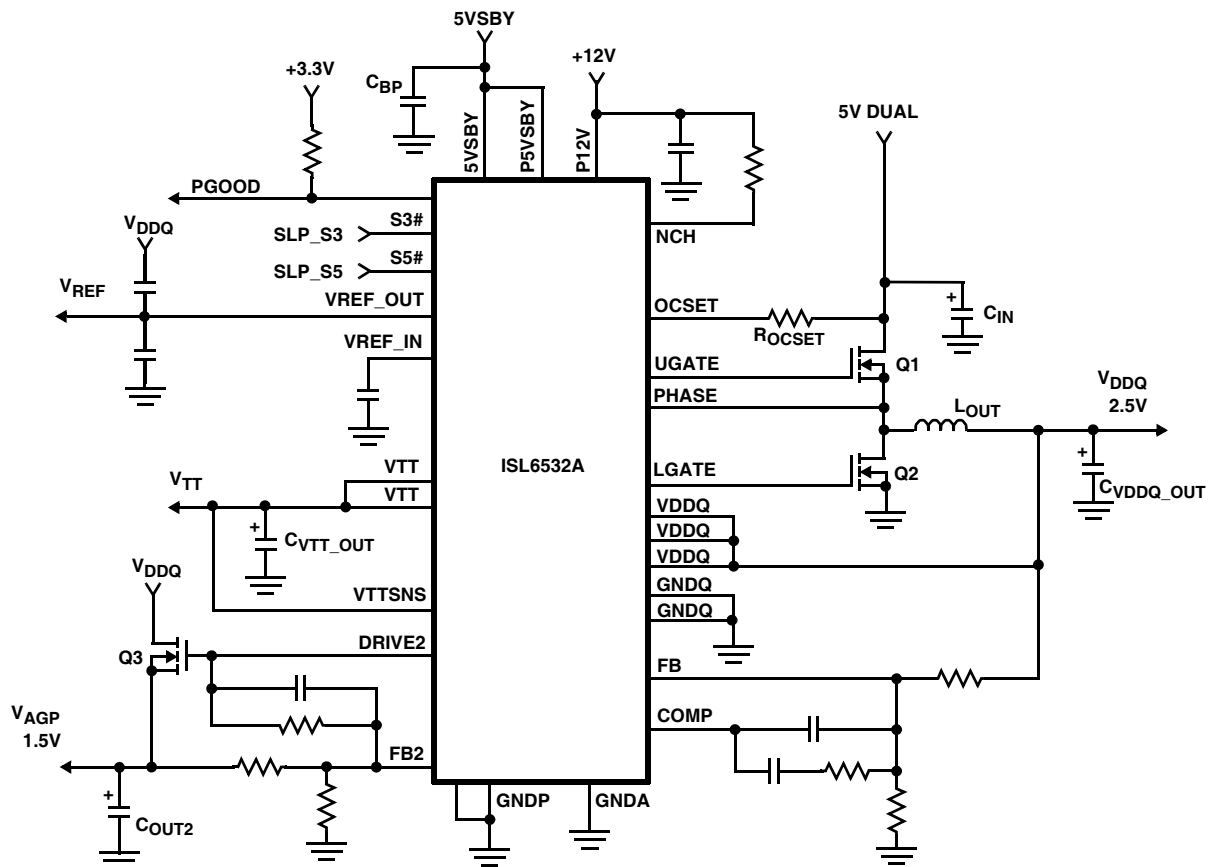 5VSBY
+12V
+3.3V
CBP
5V DUAL
5VSBY
P5VSBY
P12V
PGOOD
VDDQ
SLP_S3
S3#
NCH
SLP_S5
S5#
VREF
VREF_OUT
OCSET
ROCSET
+
CIN
VREF_IN
UGATE
Q1
PHASE
LOUT
VDDQ
2.5V
ISL6532A
VTT
VTT
VTT
LGATE
Q2
+
CVDDQ_OUT
+
CVTT_OUT
VDDQ
VDDQ
VDDQ
VDDQ
VTTSNS
GNDQ
GNDQ
Q3
DRIVE2
FB
VAGP
1.5V
COMP
FB2
+
COUT2
GNDP
GNDA